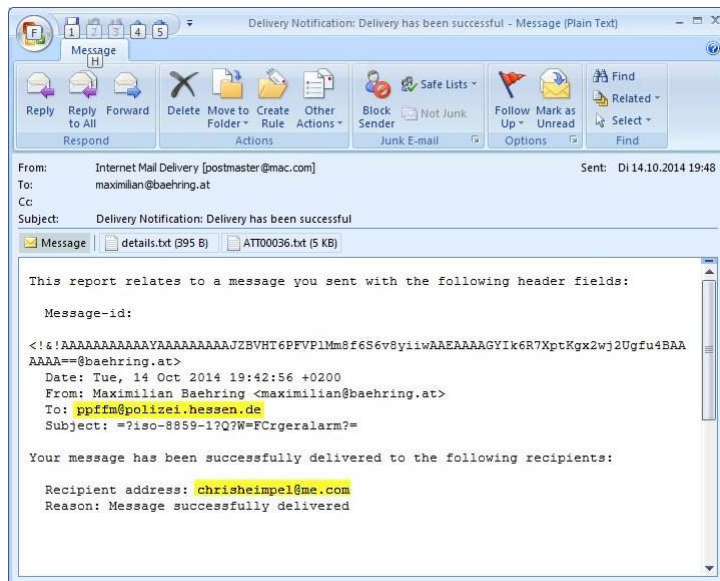 Delivery Notification: Delivery has been successful - Message (Plain Text)
F 1 2 3 4 5
Message
H
Reply
Reply to All
Forward
Respond
Delete
Move to Folder
Create Rule
Other Actions
Actions
Block Sender
Safe Lists
Not Junk
Junk E-mail
Follow Up
Mark as Unread
Options
Find
Related
Select
Find
From: Internet Mail Delivery [postmaster@mac.com] Sent: Di 14.10.2014 19:48
To: maximilian@baehring.at
Cc:
Subject: Delivery Notification: Delivery has been successful
Message details.txt (395 B) ATT00036.txt (5 KB)
This report relates to a message you sent with the following header fields:
Message-id:
<!&!AAAAAAAAAAAYAAAAAAAAAJZBVHT6PFVPlMm8f6S6v8yiiwAAEAAAAGYIk6R7XptKgx2wj2Ugfu4BAA
AAAA==@baehring.at>
Date: Tue, 14 Oct 2014 19:42:56 +0200
From: Maximilian Baehring <maximilian@baehring.at>
To: ppffm@polizei.hessen.de
Subject: =?iso-8859-1?Q?W=FCrgeralarm?=
Your message has been successfully delivered to the following recipients:
Recipient address: chrisheimpel@me.com
Reason: Message successfully delivered